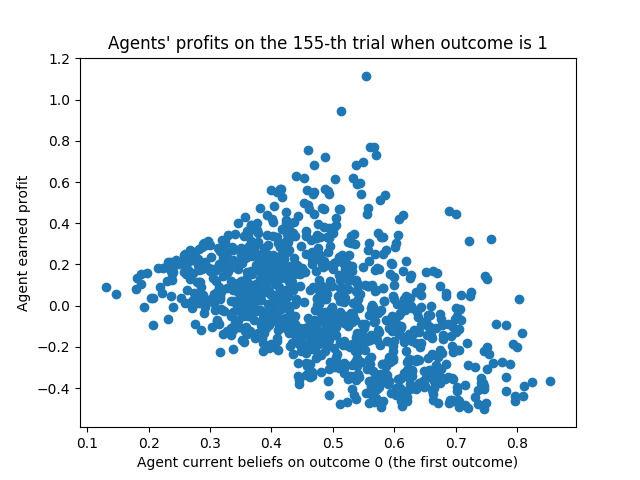 Agents' profits on the 155-th trial when outcome is 1
1.2
1.0
0.8
0.6
0.4
0.2
0.0
−0.2
−0.4
Agent earned profit
0.1 0.2 0.3 0.4 0.5 0.6 0.7 0.8
Agent current beliefs on outcome 0 (the first outcome)